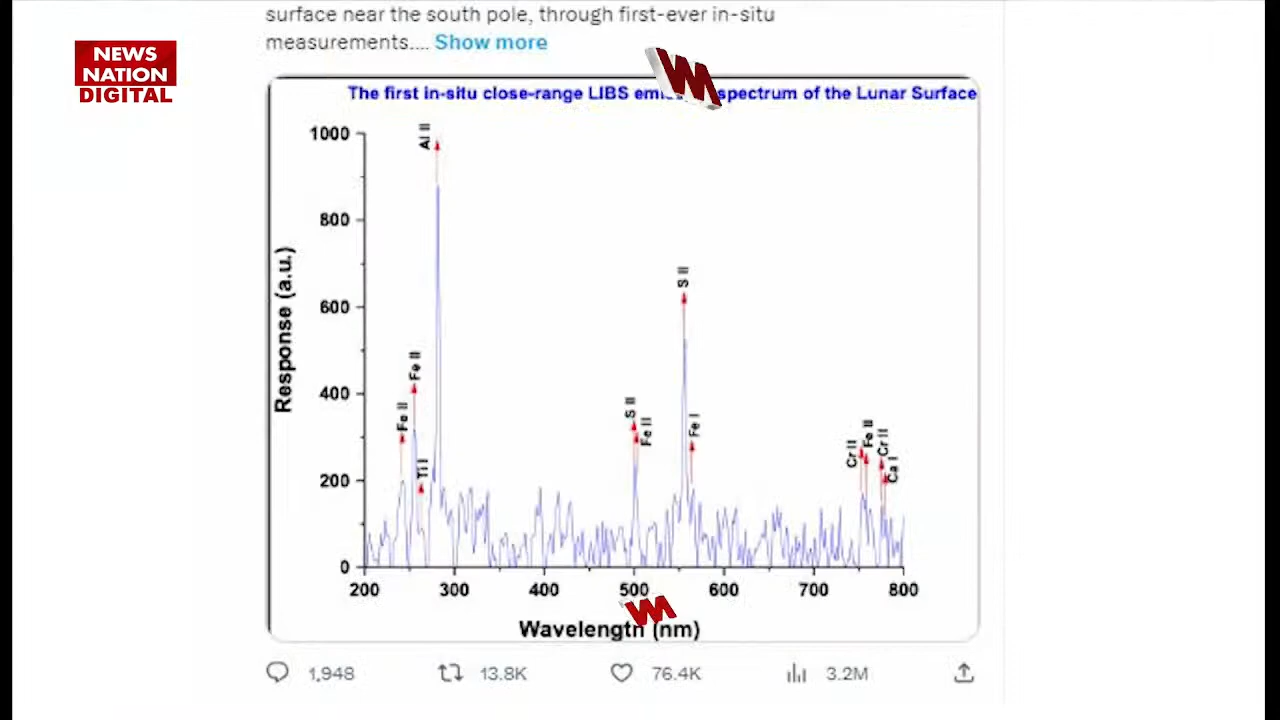 surface near the south pole, through first-ever in-situ
measurements.... Show more
NEWS
NATION
DIGITAL
The first in-situ close-range LIBS spectrum of the Lunar Surface
Al II
1000
800
S II
600
Response (a.u.)
Fe II
400
Fe II
S II
Fe II
Fe I
Cr II
Fe II
Cr II
Ca I
Ti I
200
0
200 300 400 500 600 700 800
Wavelength (nm)
1,948 13.8K 76.4K 3.2M